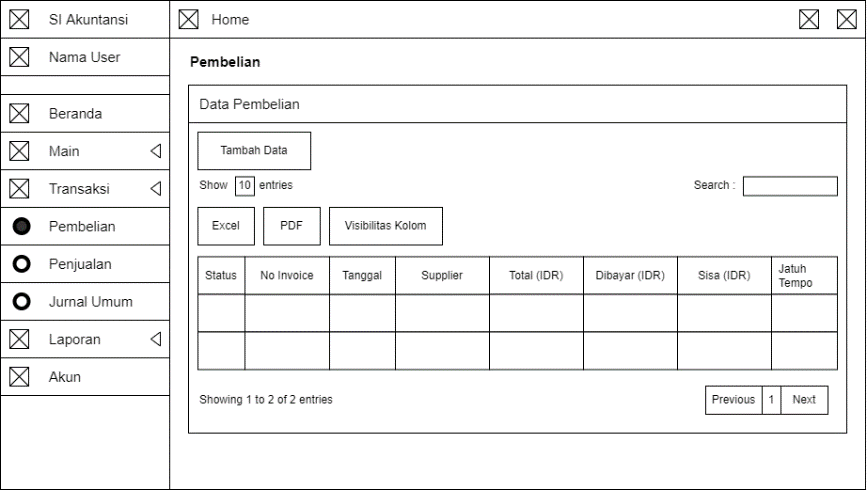 SI Akuntansi
Home
Nama User
Pembelian
Data Pembelian
Beranda
Main
Tambah Data
Transaksi
Show 10 entries
Search :
Pembelian
Excel
PDF
Visibilitas Kolom
Penjualan
Status
No Invoice
Tanggal
Supplier
Total (IDR)
Dibayar (IDR)
Sisa (IDR)
Jatuh
Tempo
Jurnal Umum
Laporan
Akun
Showing 1 to 2 of 2 entries
Previous
1
Next